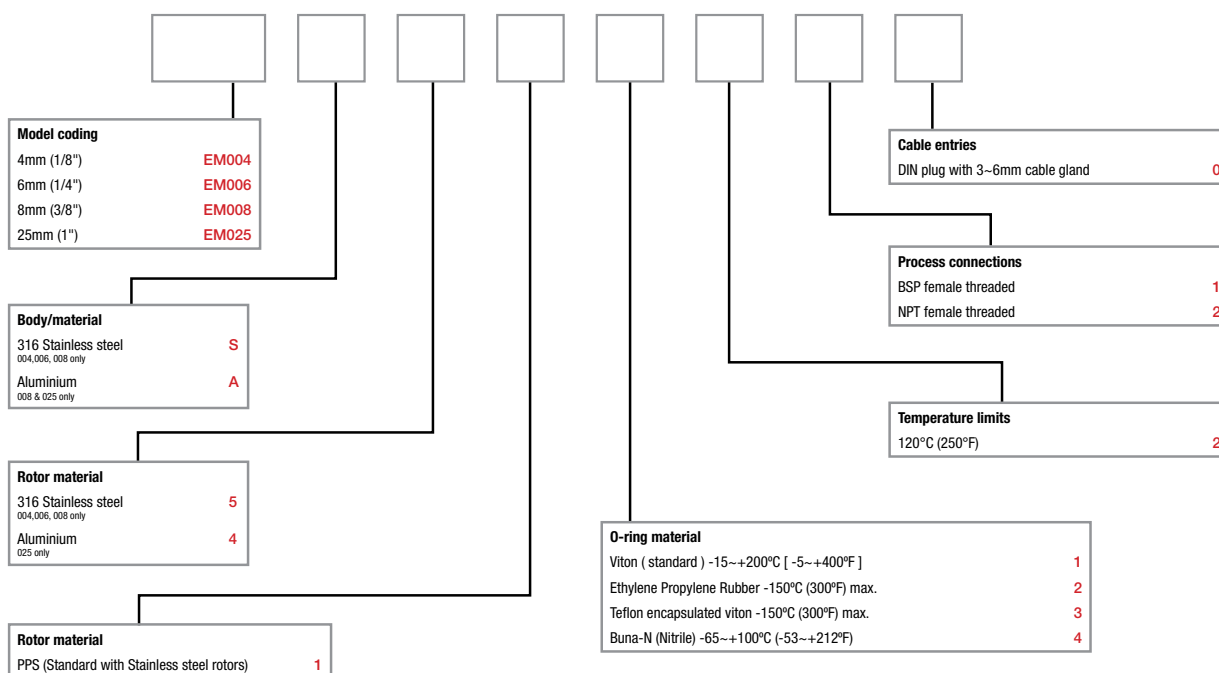 Model coding
4mm (1/8") EM004
6mm (1/4") EM006
8mm (3/8") EM008
25mm (1") EM025
Body/material
316 Stainless steel S
004,006, 008 only
Aluminium A
008 & 025 only
Rotor material
316 Stainless steel 5
004,006, 008 only
Aluminium 4
025 only
Rotor material
PPS (Standard with Stainless steel rotors) 1
O-ring material
Viton ( standard ) -15~+200ºC [ -5~+400ºF ] 1
Ethylene Propylene Rubber -150ºC (300ºF) max. 2
Teflon encapsulated viton -150ºC (300ºF) max. 3
Buna-N (Nitrile) -65~+100ºC (-53~+212ºF) 4
Temperature limits
120°C (250°F) 2
Process connections
BSP female threaded 1
NPT female threaded 2
Cable entries
DIN plug with 3~6mm cable gland 0